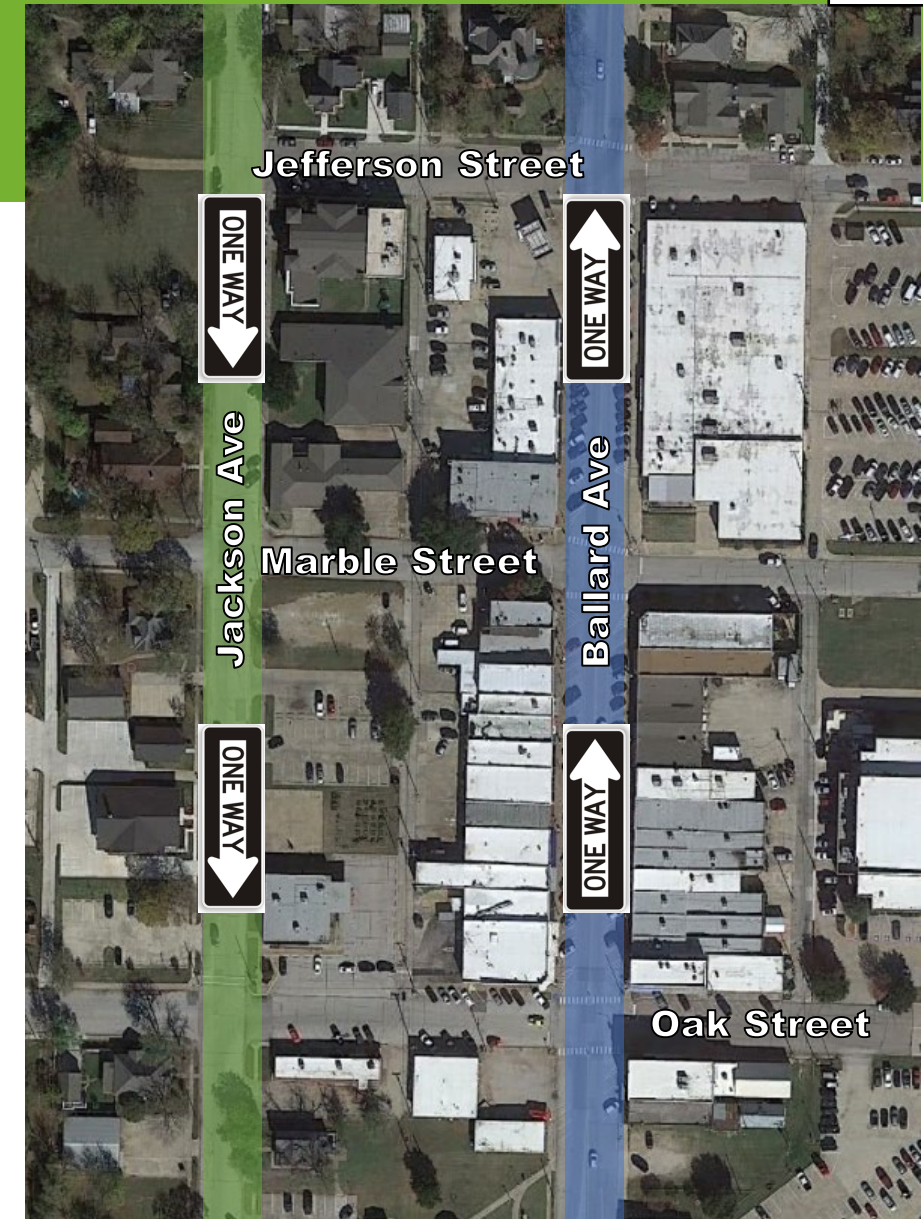 Jefferson Street
ONE WAY
ONE WAY
Jackson Ave
Ballard Ave
Marble Street
ONE WAY
ONE WAY
Oak Street